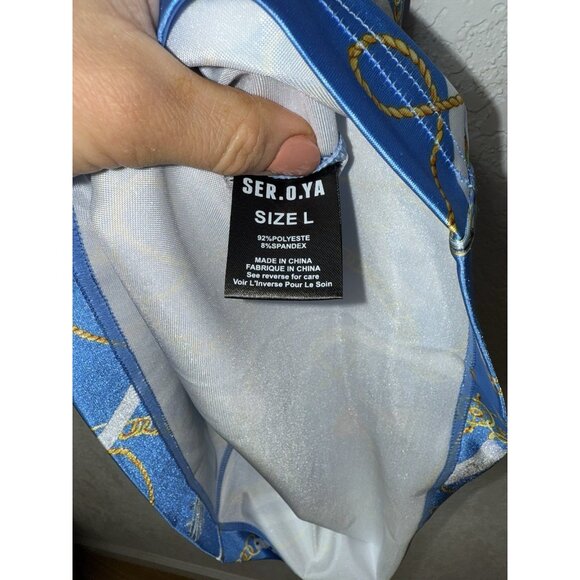 SER.O.YA
SIZE L
92%POLYESTE
8%SPANDEX
MADE IN CHINA
FABRIQUE IN CHINA
See reverse for care
Voir L'Inverse Pour Le Soin